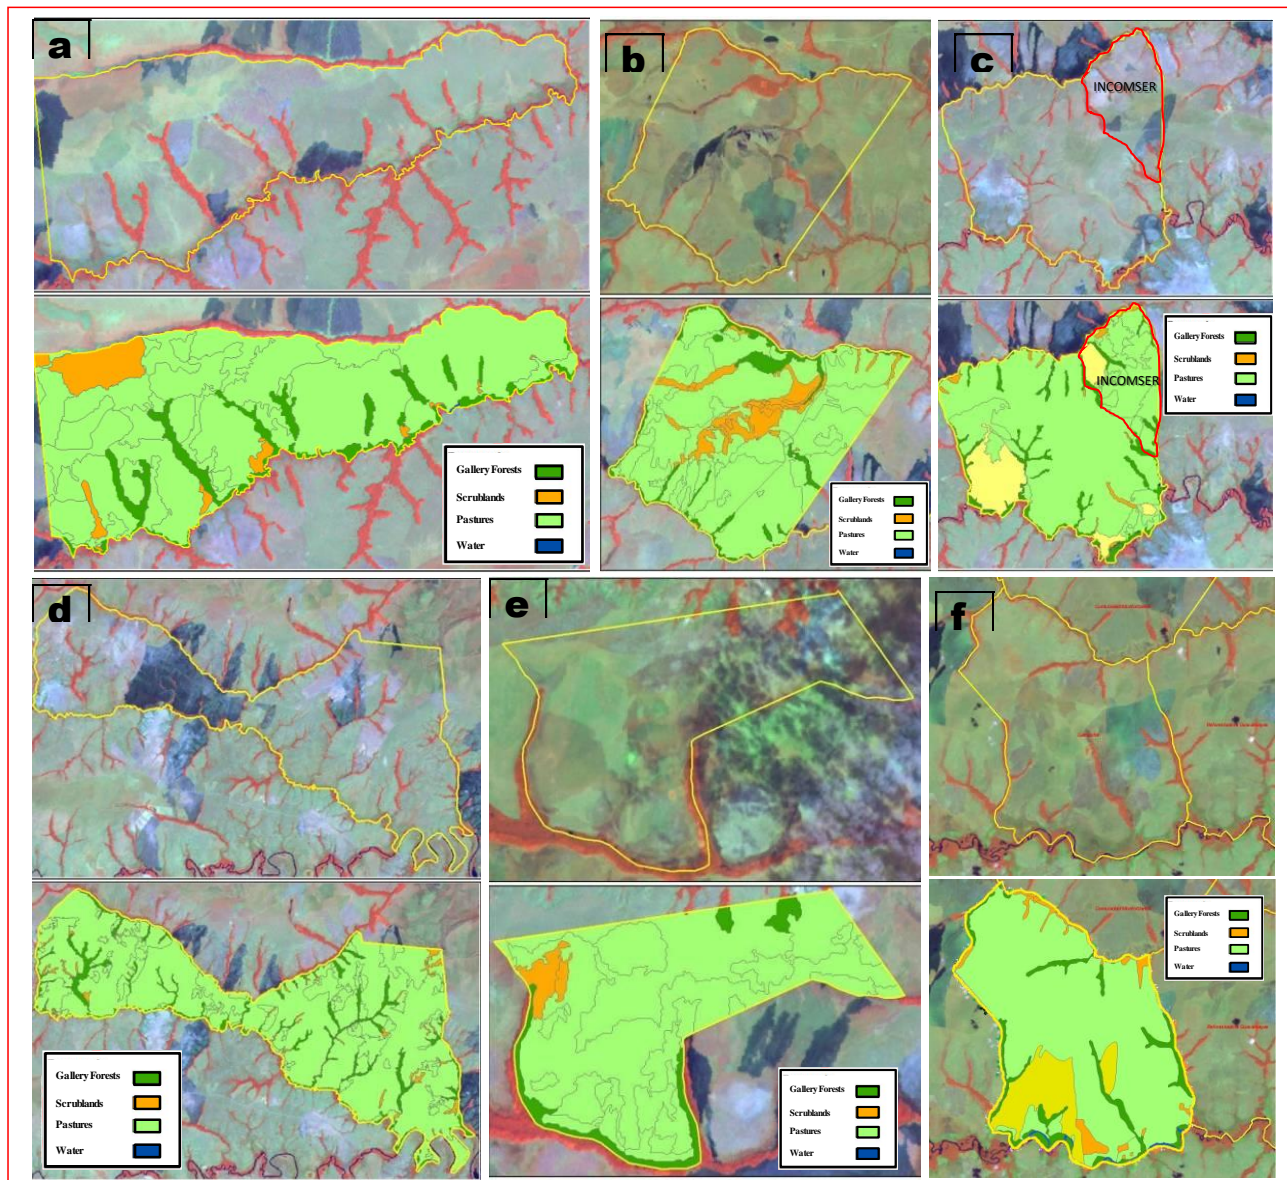 a
b
c
INCOMSER
Gallery Forests
Scrublands
Pastures
Water
Gallery Forests
Scrublands
Pastures
Water
INCOMSER
Gallery Forests
Scrublands
Pastures
Water
d
e
f
Gallery Forests
Scrublands
Pastures
Water
Gallery Forests
Scrublands
Pastures
Water
Gallery Forests
Scrublands
Pastures
Water